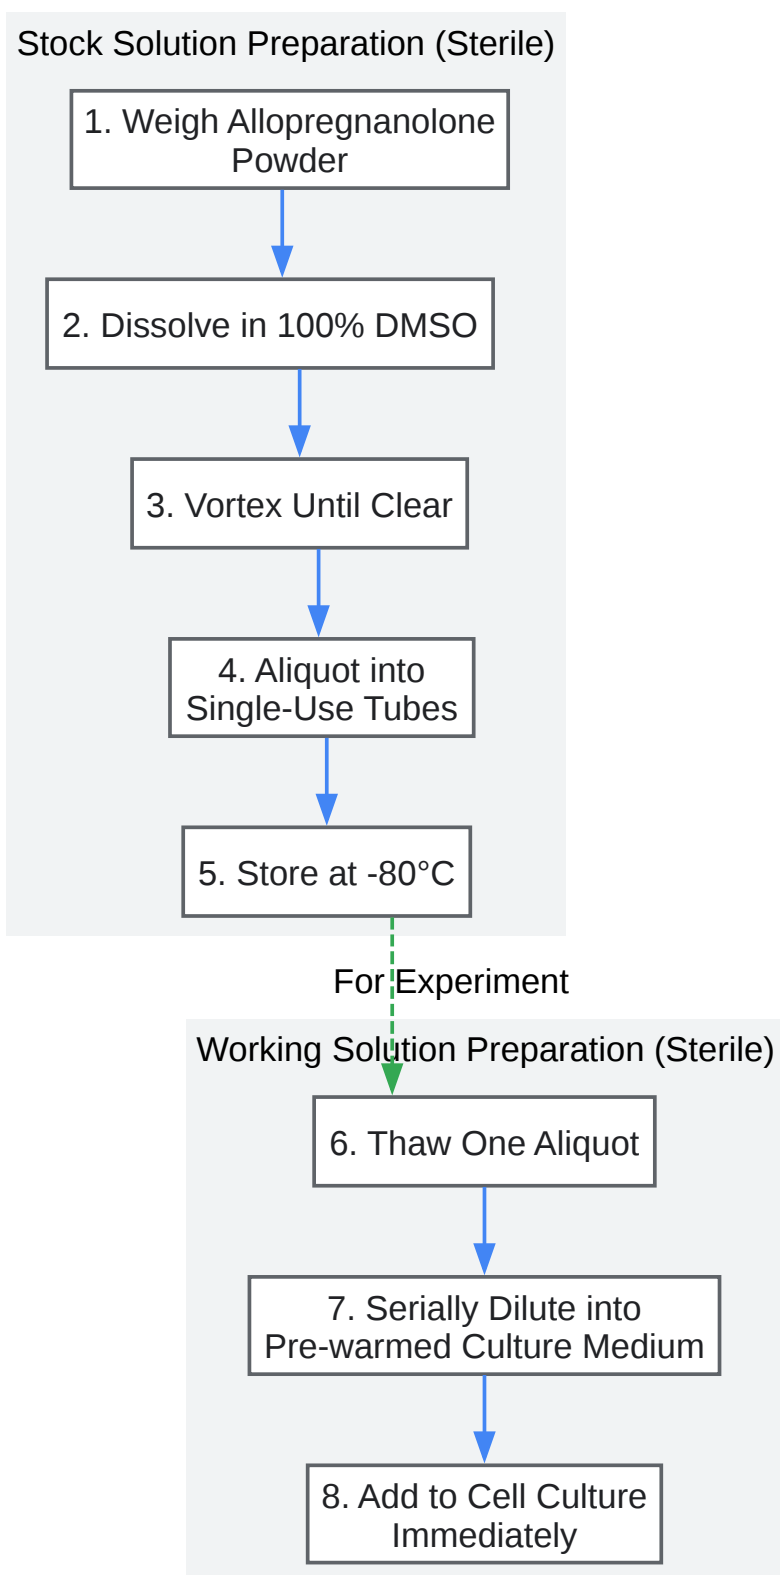 Stock Solution Preparation (Sterile)
1. Weigh Allopregnanolone
Powder
2. Dissolve in 100% DMSO
3. Vortex Until Clear
4. Aliquot into
Single-Use Tubes
5. Store at -80°C
For Experiment
Working Solution Preparation (Sterile)
6. Thaw One Aliquot
7. Serially Dilute into
Pre-warmed Culture Medium
8. Add to Cell Culture
Immediately